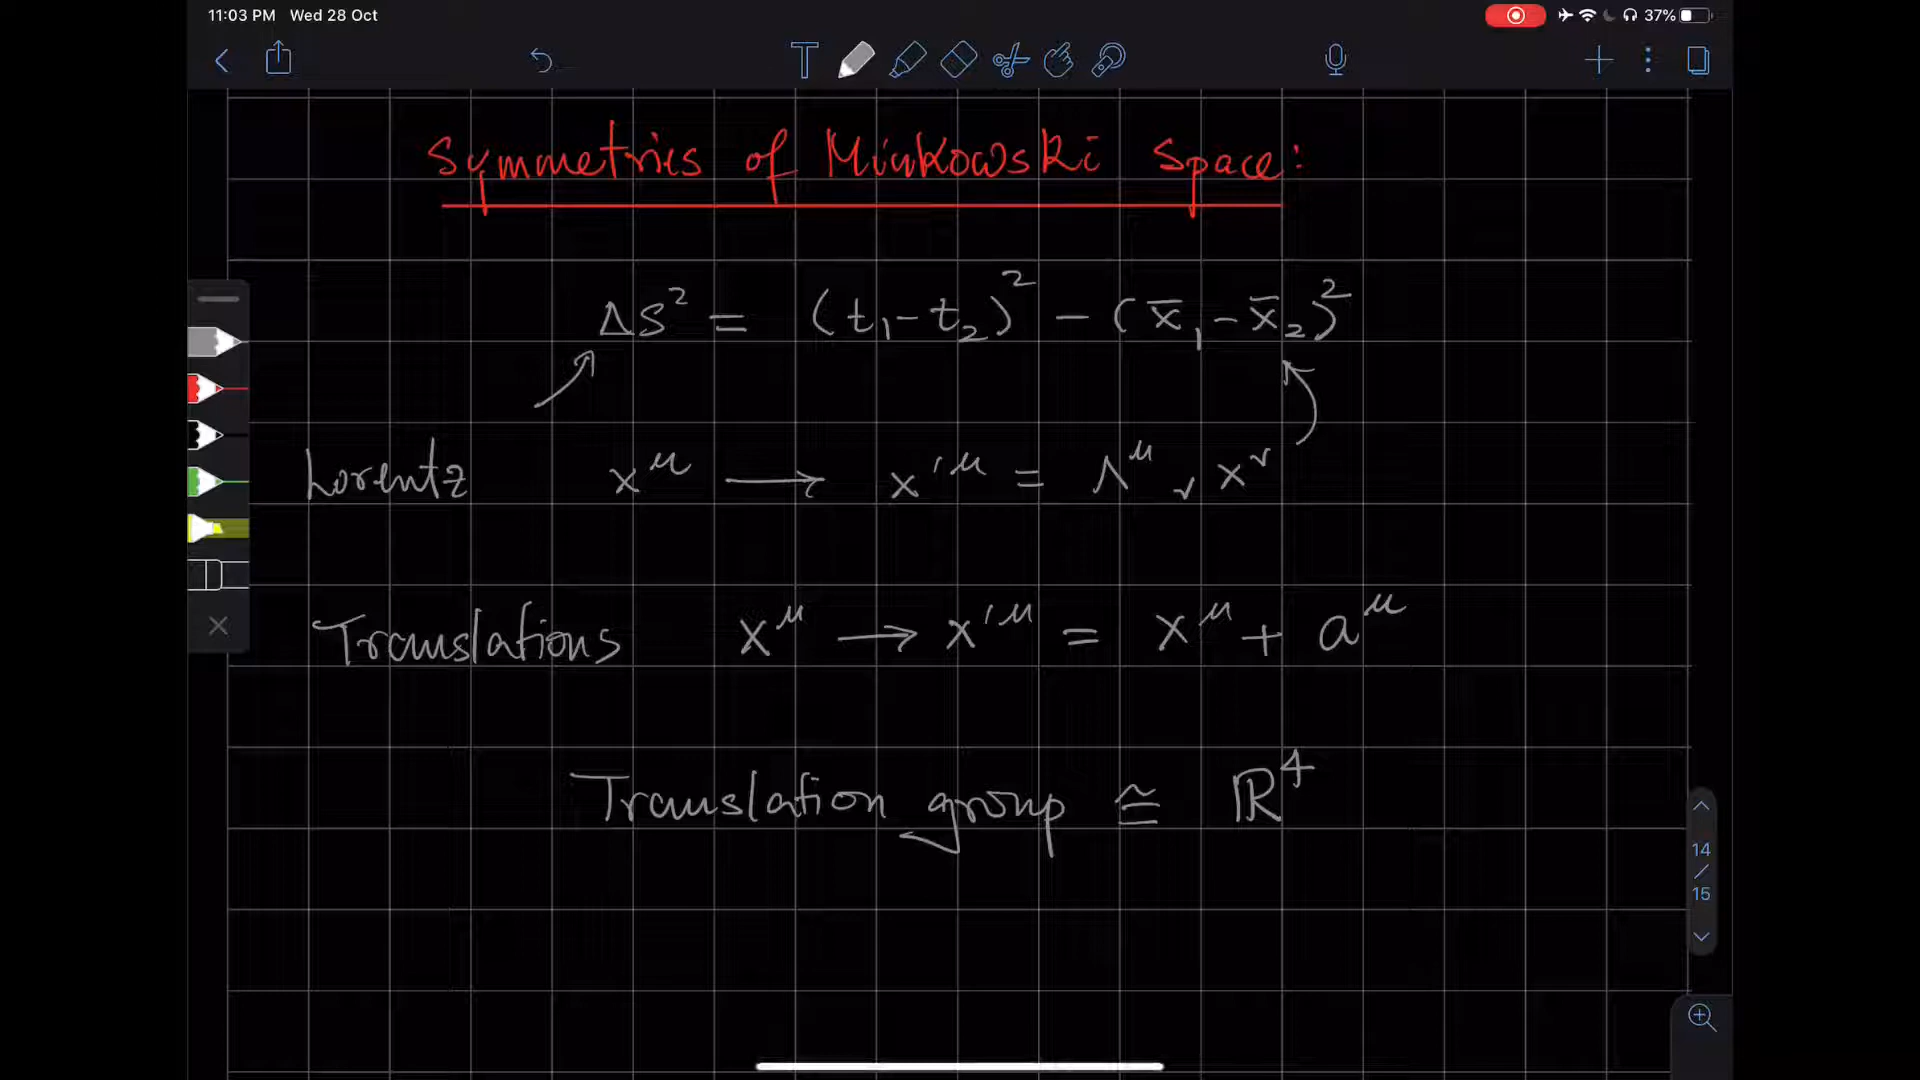 11:03 PM Wed 28 Oct
37%
Symmetries of Minkowski Space:
Δs² = (t₁-t₂)² - (x̄₁-x̄₂)²
Lorentz x^μ ⟶ x'^μ = Λ^μ_ν x^ν
Translations x^μ ⟶ x'^μ = x^μ + a^μ
Translation group ≅ ℝ⁴
14
/
15